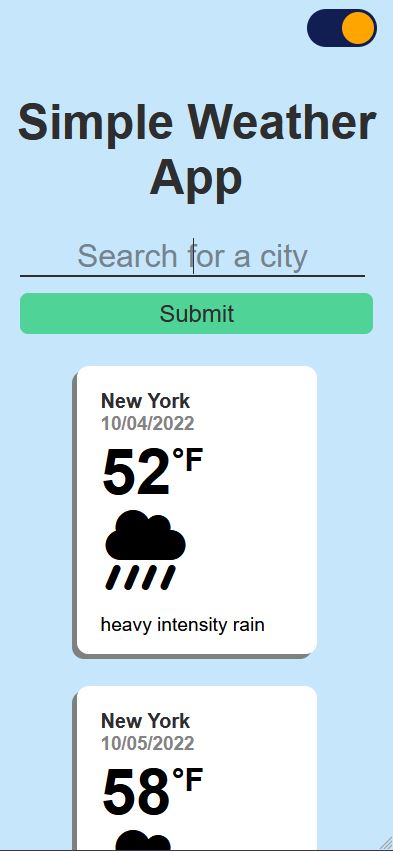 Simple Weather
App
Search for a city
Submit
New York
10/04/2022
52°F
heavy intensity rain
New York
10/05/2022
58°F